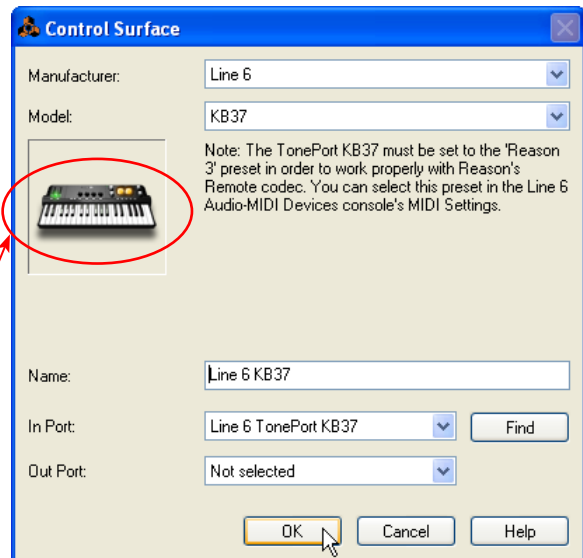 Control Surface
Manufacturer:
Line 6
Model:
KB37
Note: The TonePort KB37 must be set to the 'Reason
3' preset in order to work properly with Reason's
Remote codec. You can select this preset in the Line 6
Audio-MIDI Devices console's MIDI Settings.
Name:
Line 6 KB37
In Port:
Line 6 TonePort KB37
Find
Out Port:
Not selected
OK
Cancel
Help